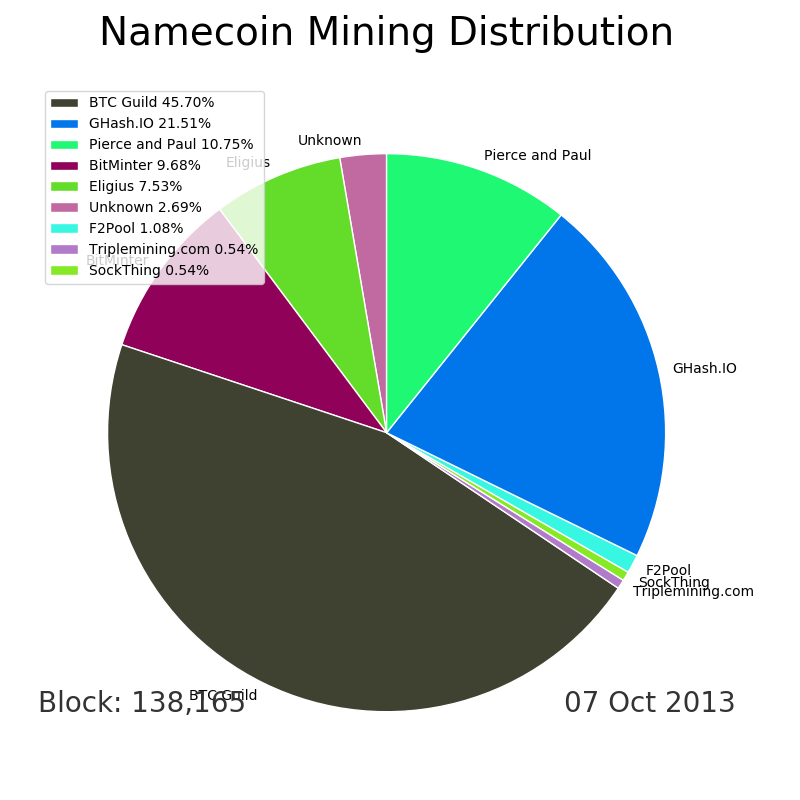 Namecoin Mining Distribution
BTC Guild 45.70%
GHash.IO 21.51%
Pierce and Paul 10.75%
BitMinter 9.68%
Eligius 7.53%
Unknown 2.69%
F2Pool 1.08%
Triplemining.com 0.54%
SockThing 0.54%
Unknown
Pierce and Paul
Eligius
BitMinter
GHash.IO
F2Pool
SockThing
Triplemining.com
BTC Guild
Block: 138,165
07 Oct 2013